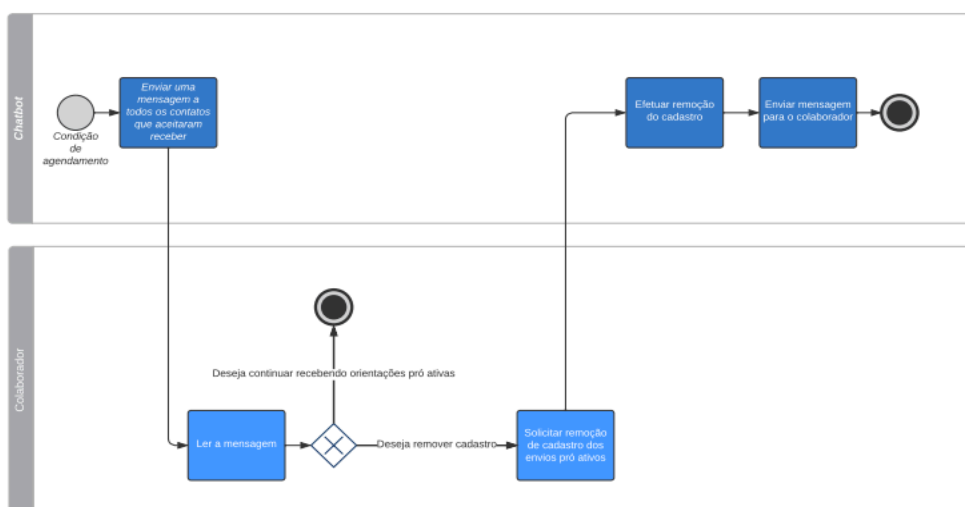 Chatbot
Condição
de
agendamento
Enviar uma
mensagem a
todos os contatos
que aceitaram
receber
Efetuar remoção
do cadastro
Enviar mensagem
para o colaborador
Colaborador
Deseja continuar recebendo orientações pró ativas
Ler a mensagem
Deseja remover cadastro
Solicitar remoção
de cadastro dos
envios pró ativos